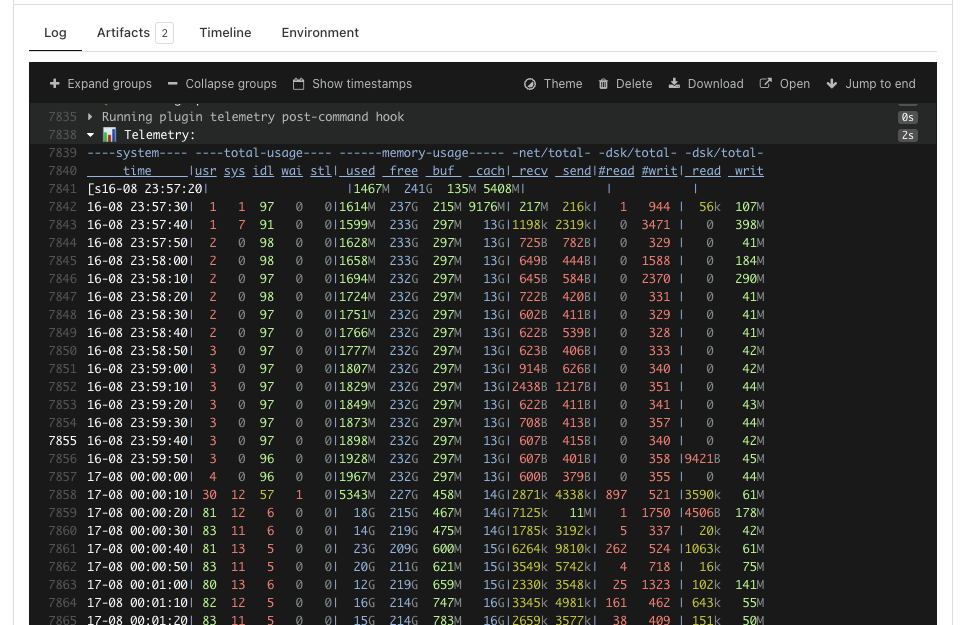 Log Artifacts 2 Timeline Environment
Expand groups Collapse groups Show timestamps Theme Delete Download Open Jump to end
7835 Running plugin telemetry post-command hook 0s
7838 Telemetry: 2s
7839 ----system---- ----total-usage---- ------memory-usage----- -net/total- -dsk/total- -dsk/total-
7840 time |usr sys idl wai stl| used free buf cach| recv send|#read #writ| read writ
7841 [s16-08 23:57:20| |1467M 241G 135M 5408M| | |
7842 16-08 23:57:30| 1 1 97 0 0|1614M 237G 215M 9176M| 217M 216k| 1 944 | 56k 107M
7843 16-08 23:57:40| 1 7 91 0 0|1599M 233G 297M 13G|1198k 2319k| 0 3471 | 0 398M
7844 16-08 23:57:50| 2 0 98 0 0|1628M 233G 297M 13G| 725B 782B| 0 329 | 0 41M
7845 16-08 23:58:00| 2 0 98 0 0|1658M 233G 297M 13G| 649B 444B| 0 1588 | 0 184M
7846 16-08 23:58:10| 2 0 97 0 0|1694M 232G 297M 13G| 645B 584B| 0 2370 | 0 290M
7847 16-08 23:58:20| 2 0 98 0 0|1724M 232G 297M 13G| 722B 420B| 0 331 | 0 41M
7848 16-08 23:58:30| 2 0 97 0 0|1751M 232G 297M 13G| 602B 411B| 0 329 | 0 41M
7849 16-08 23:58:40| 2 0 97 0 0|1766M 232G 297M 13G| 622B 539B| 0 328 | 0 41M
7850 16-08 23:58:50| 3 0 97 0 0|1777M 232G 297M 13G| 623B 406B| 0 333 | 0 42M
7851 16-08 23:59:00| 3 0 97 0 0|1807M 232G 297M 13G| 914B 626B| 0 340 | 0 42M
7852 16-08 23:59:10| 3 0 97 0 0|1829M 232G 297M 13G|2438B 1217B| 0 351 | 0 44M
7853 16-08 23:59:20| 3 0 97 0 0|1849M 232G 297M 13G| 622B 411B| 0 341 | 0 43M
7854 16-08 23:59:30| 3 0 97 0 0|1873M 232G 297M 13G| 708B 413B| 0 357 | 0 44M
7855 16-08 23:59:40| 3 0 97 0 0|1898M 232G 297M 13G| 607B 415B| 0 340 | 0 42M
7856 16-08 23:59:50| 3 0 96 0 0|1928M 232G 297M 13G| 607B 401B| 0 358 |9421B 45M
7857 17-08 00:00:00| 4 0 96 0 0|1967M 232G 297M 13G| 600B 379B| 0 355 | 0 44M
7858 17-08 00:00:10| 30 12 57 1 0|5343M 227G 458M 14G|2871k 4338k| 897 521 |3590k 61M
7859 17-08 00:00:20| 81 12 6 0 0| 18G 215G 467M 14G|7125k 11M| 1 1750 |4506B 178M
7860 17-08 00:00:30| 83 11 6 0 0| 14G 219G 475M 14G|1785k 3192k| 5 337 | 20k 42M
7861 17-08 00:00:40| 81 13 5 0 0| 23G 209G 600M 15G|6264k 9810k| 262 524 |1063k 61M
7862 17-08 00:00:50| 83 11 5 0 0| 20G 211G 621M 15G|3549k 5742k| 4 718 | 16k 75M
7863 17-08 00:01:00| 80 13 6 0 0| 12G 219G 659M 15G|2330k 3548k| 25 1323 | 102k 141M
7864 17-08 00:01:10| 82 12 5 0 0| 16G 214G 747M 16G|3345k 4981k| 161 462 | 643k 55M
7865 17-08 00:01:20| 83 11 5 0 0| 15G 214G 783M 16G|2659k 3577k| 38 409 | 151k 50M